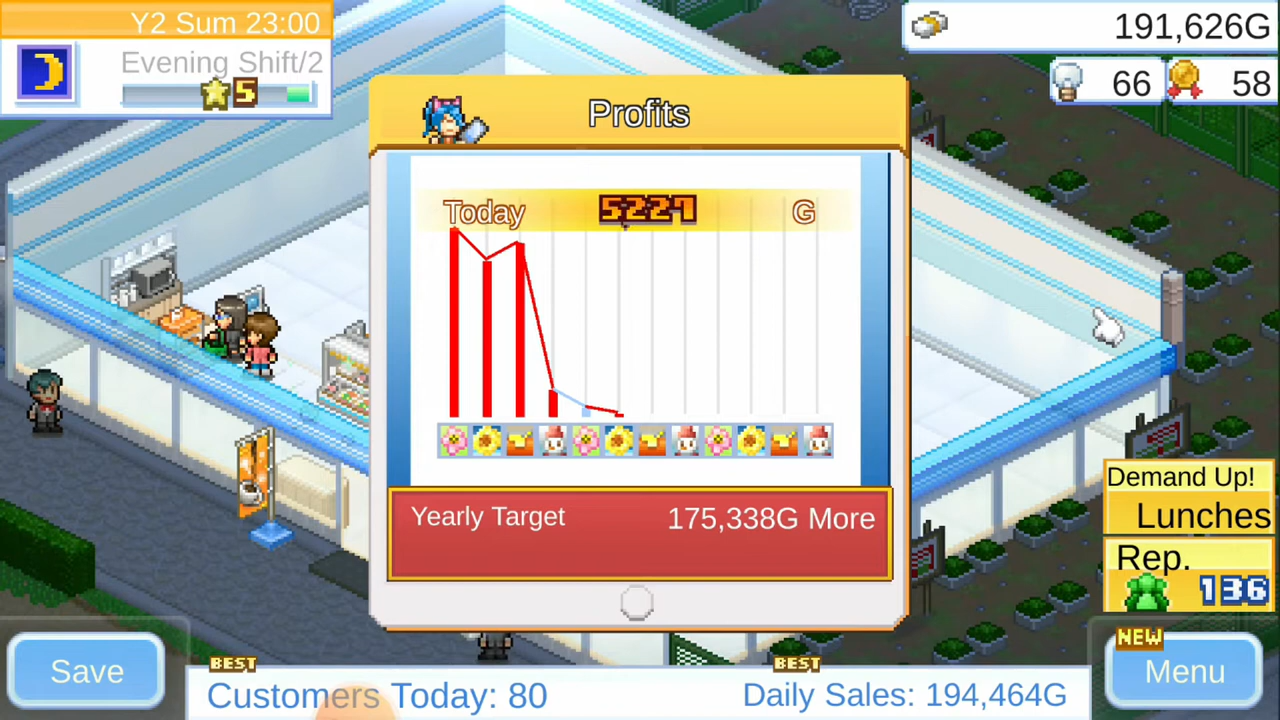 Y2 Sum 23:00
Evening Shift/2
5
191,626G
66
58
Profits
Today 5227 G
Yearly Target 175,338G More
Demand Up!
Lunches
Rep.
136
Save
BEST
Customers Today: 80
BEST
Daily Sales: 194,464G
NEW
Menu